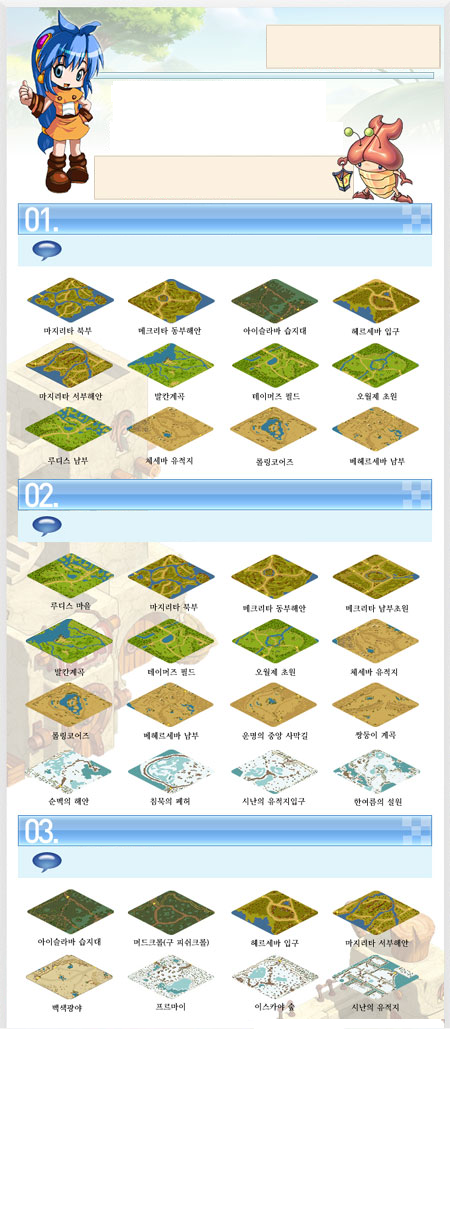 01.
마지리타 북부 메크리타 동부해안 아이슬라바 습지대 헤르세바 입구
마지리타 서부해안 발칸계곡 데이머즈 필드 오월제 초원
루디스 남부 체세바 유적지 롤링코어즈 베헤르세바 남부
02.
루디스 마을 마지리타 북부 메크리타 동부해안 메크리타 남부초원
발칸계곡 데이머즈 필드 오월제 초원 체세바 유적지
롤링코어즈 베헤르세바 남부 운명의 중앙 사막길 쌍둥이 계곡
순백의 해안 침묵의 폐허 시난의 유적지입구 한여름의 설원
03.
아이슬라바 습지대 머드크롤(구 피쉬크롤) 헤르세바 입구 마지리타 서부해안
백색광야 프르마이 이스카야 숲 시난의 유적지